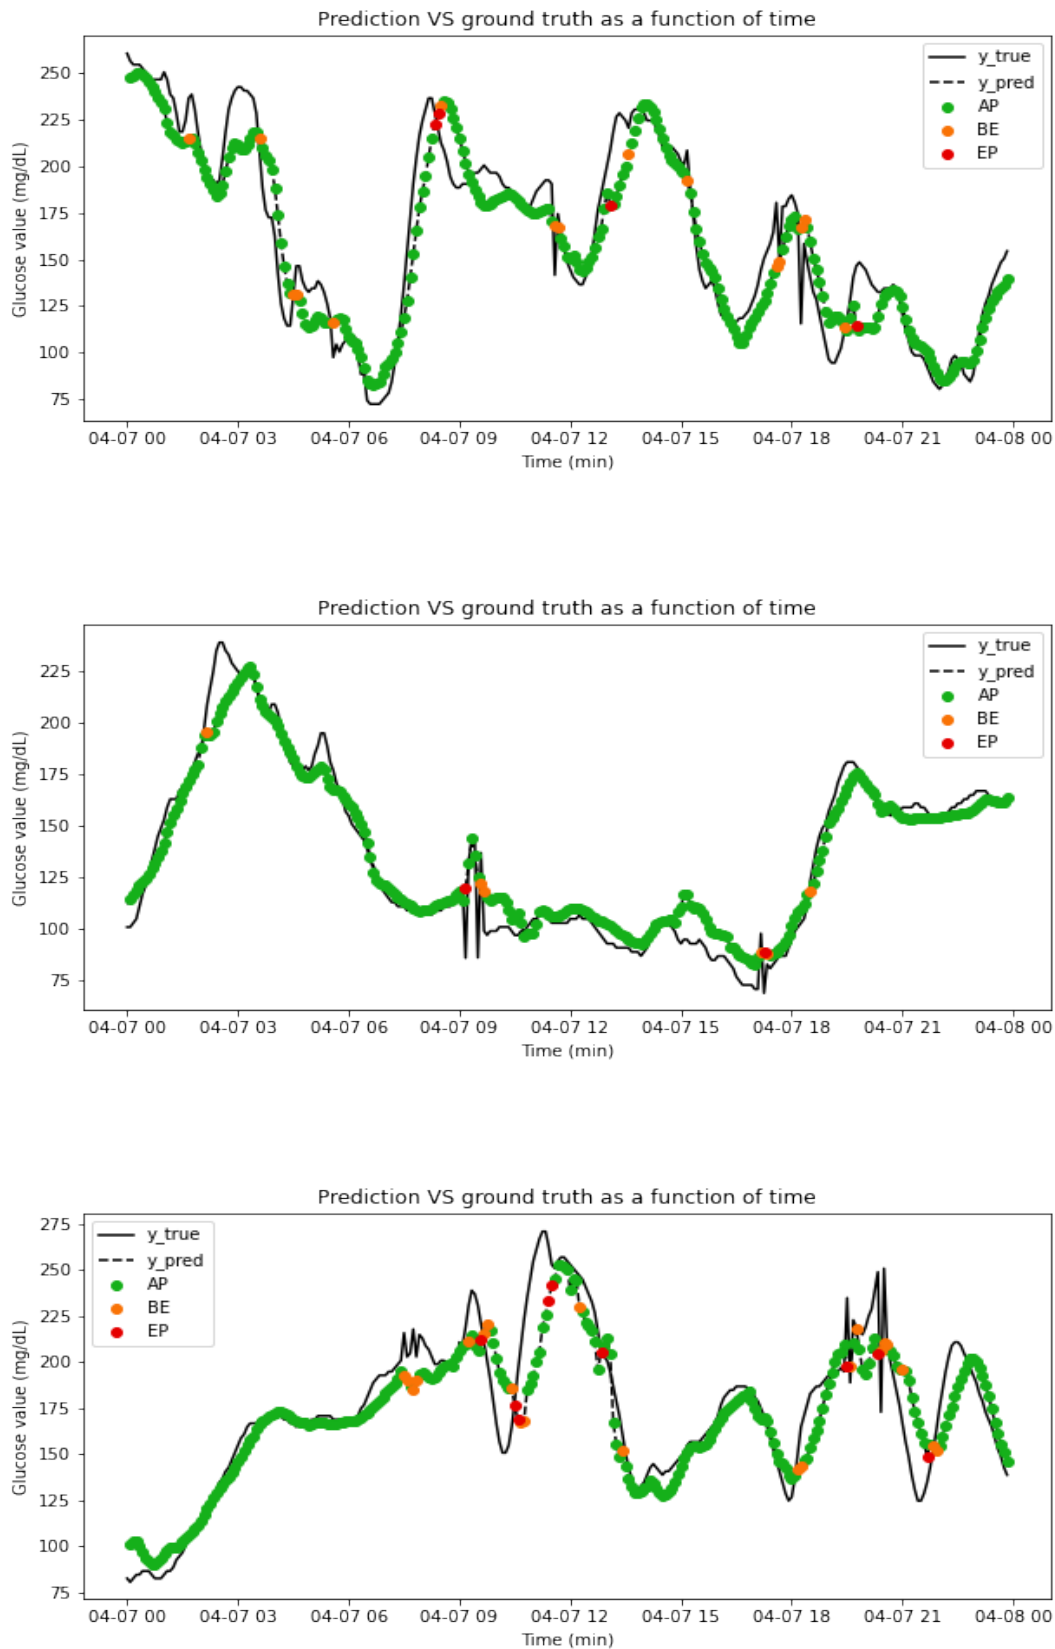 Prediction VS ground truth as a function of time
Glucose value (mg/dL)
250
225
200
175
150
125
100
75
y_true
y_pred
AP
BE
EP
04-07 00 04-07 03 04-07 06 04-07 09 04-07 12 04-07 15 04-07 18 04-07 21 04-08 00
Time (min)
Prediction VS ground truth as a function of time
Glucose value (mg/dL)
225
200
175
150
125
100
75
y_true
y_pred
AP
BE
EP
04-07 00 04-07 03 04-07 06 04-07 09 04-07 12 04-07 15 04-07 18 04-07 21 04-08 00
Time (min)
Prediction VS ground truth as a function of time
Glucose value (mg/dL)
275
250
225
200
175
150
125
100
75
y_true
y_pred
AP
BE
EP
04-07 00 04-07 03 04-07 06 04-07 09 04-07 12 04-07 15 04-07 18 04-07 21 04-08 00
Time (min)